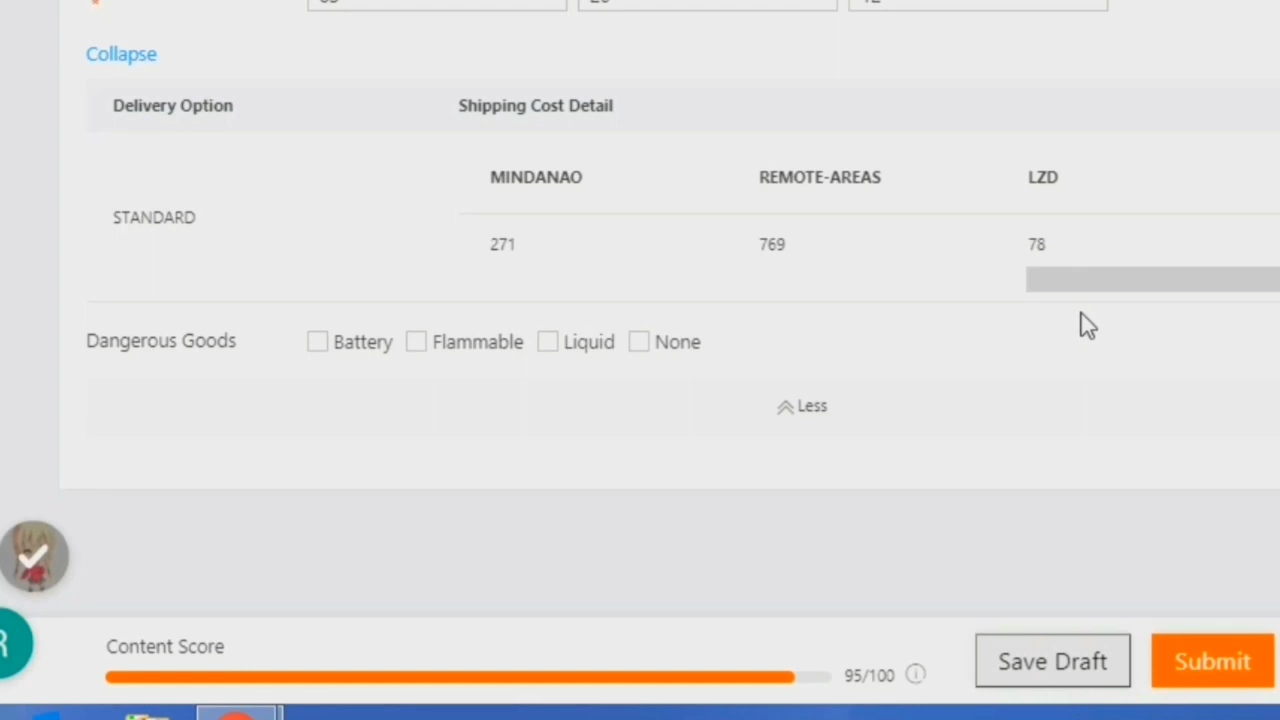 Collapse
Delivery Option Shipping Cost Detail
MINDANAO REMOTE-AREAS LZD
STANDARD
271 769 78
Dangerous Goods Battery Flammable Liquid None
Less
Content Score
95/100
Save Draft
Submit
R